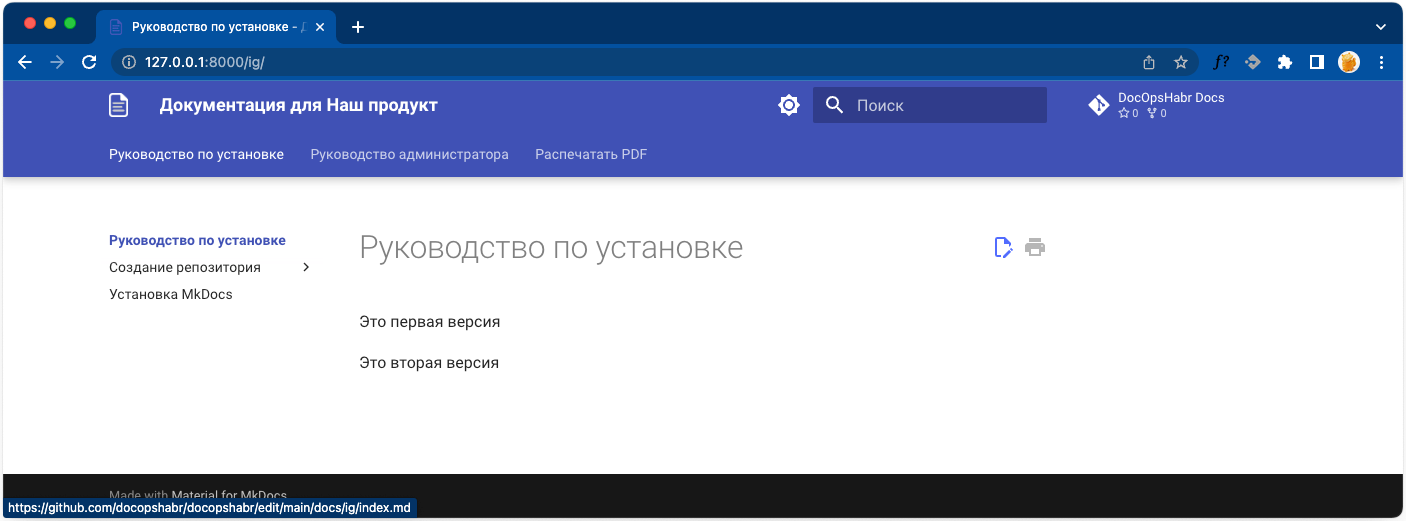 Руководство по установке - Д
127.0.0.1:8000/ig/
f?
Документация для Наш продукт
Поиск
DocOpsHabr Docs
0 0
Руководство по установке Руководство администратора Распечатать PDF
Руководство по установке
Создание репозитория
Установка MkDocs
Руководство по установке
Это первая версия
Это вторая версия
Made with Material for MkDocs
https://github.com/docopshabr/docopshabr/edit/main/docs/ig/index.md